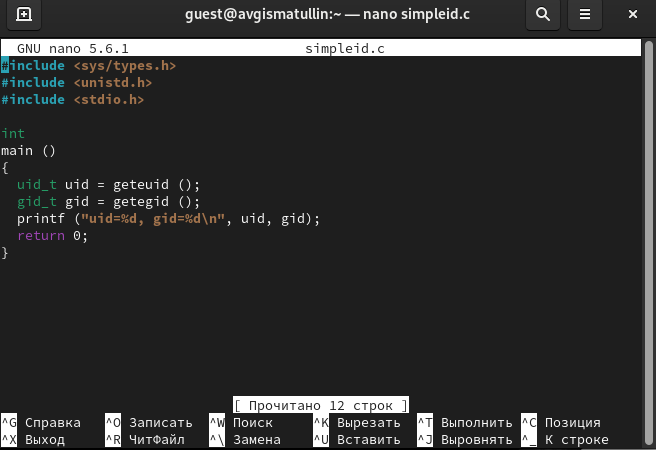 guest@avgismatullin:~ — nano simpleid.c
GNU nano 5.6.1 simpleid.c
#include <sys/types.h>
#include <unistd.h>
#include <stdio.h>
int
main ()
{
uid_t uid = geteuid ();
gid_t gid = getegid ();
printf ("uid=%d, gid=%d\n", uid, gid);
return 0;
}
[ Прочитано 12 строк ]
^G Справка ^O Записать ^W Поиск ^K Вырезать ^T Выполнить ^C Позиция
^X Выход ^R ЧитФайл ^\ Замена ^U Вставить ^J Выровнять ^_ К строке